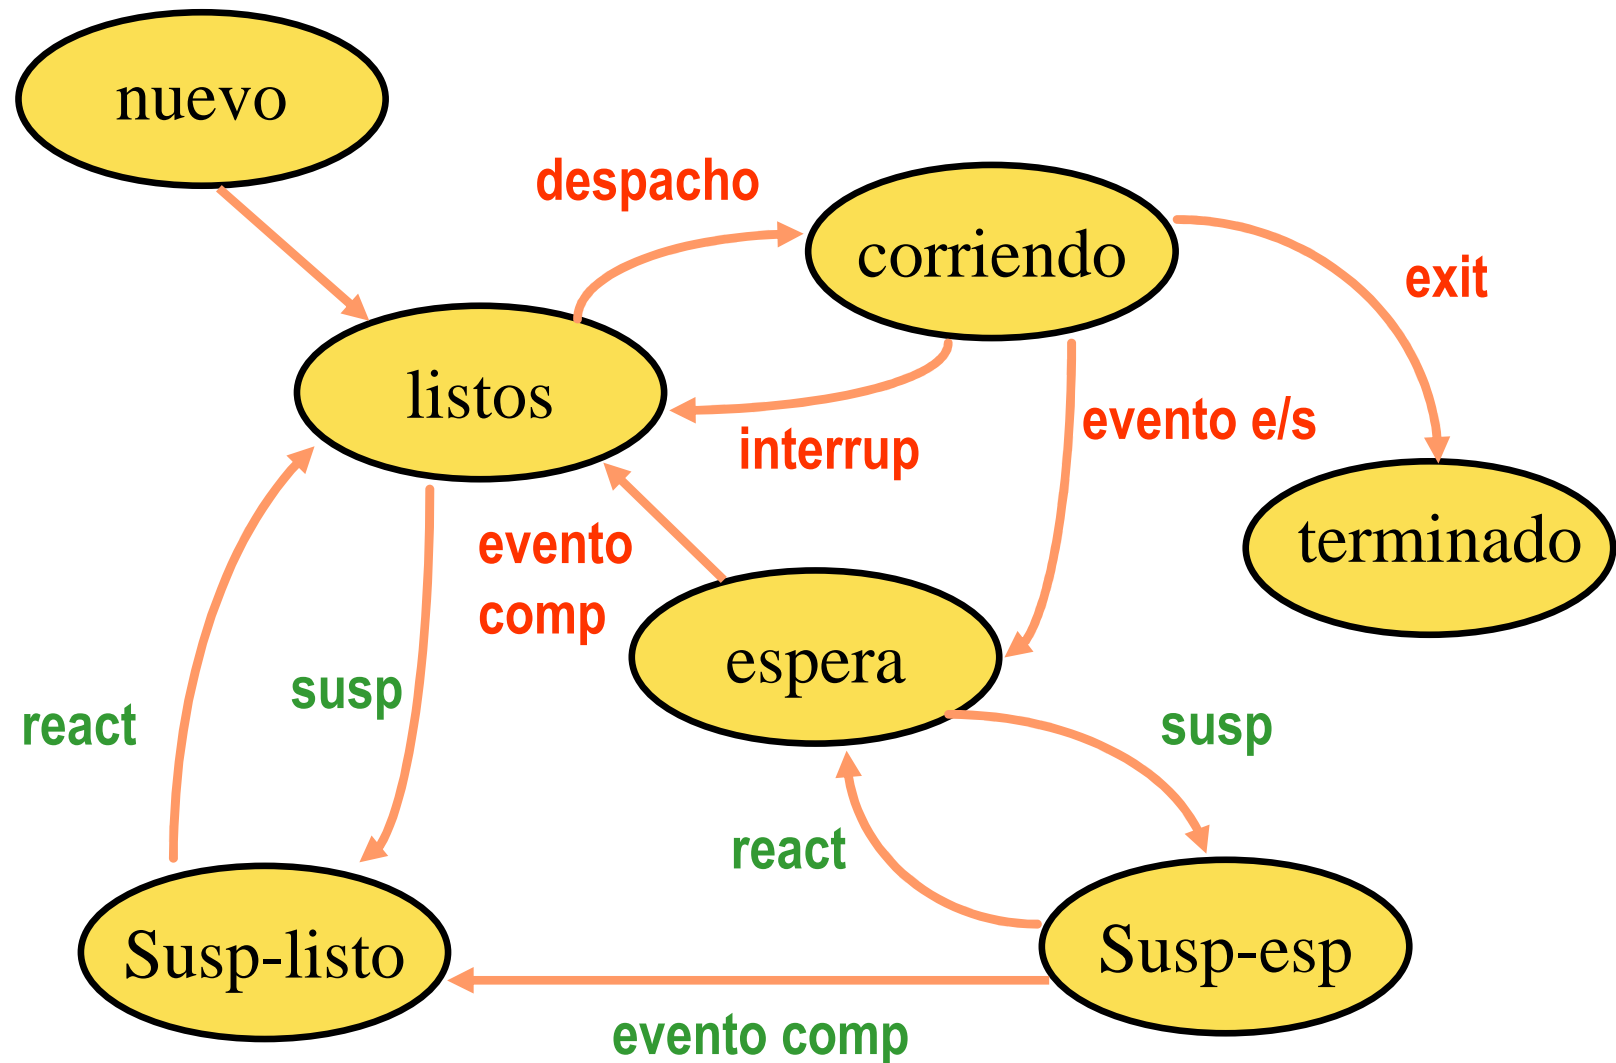 nuevo
despacho
corriendo
exit
listos
interrup
evento e/s
evento
comp
terminado
espera
susp
react
susp
react
Susp-listo
Susp-esp
evento comp